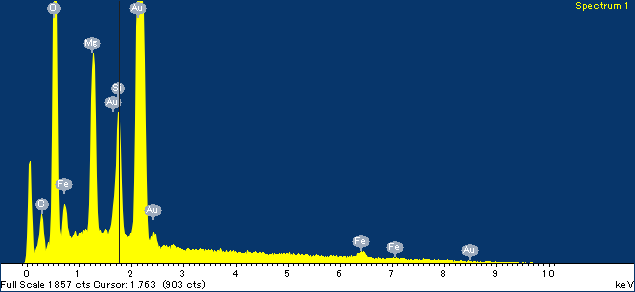 Spectrum 1
O Au
Mg
Si
Au
Fe
O Au
Fe Fe Au
0 1 2 3 4 5 6 7 8 9 10
Full Scale 1857 cts Cursor: 1.763 (903 cts) keV